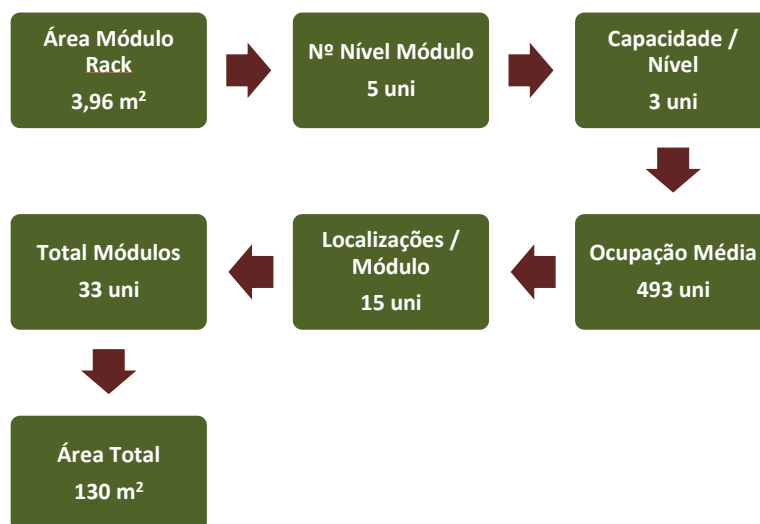 Área Módulo
Rack
3,96 m²
Nº Nível Módulo
5 uni
Capacidade /
Nível
3 uni
Ocupação Média
493 uni
Localizações /
Módulo
15 uni
Total Módulos
33 uni
Área Total
130 m²